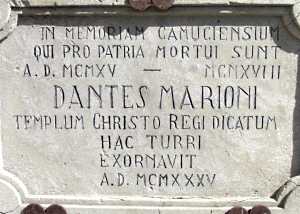 IN MEMORIAM CAMUCIENSIUM
QUI PRO PATRIA MORTUI SUNT
A.D. MCMXV — MCNXVIII
DANTES MARIONI
TEMPLUM CHRISTO REGI DICATUM
HAC TURRI
EXORNAVIT
A.D. MCMXXXV